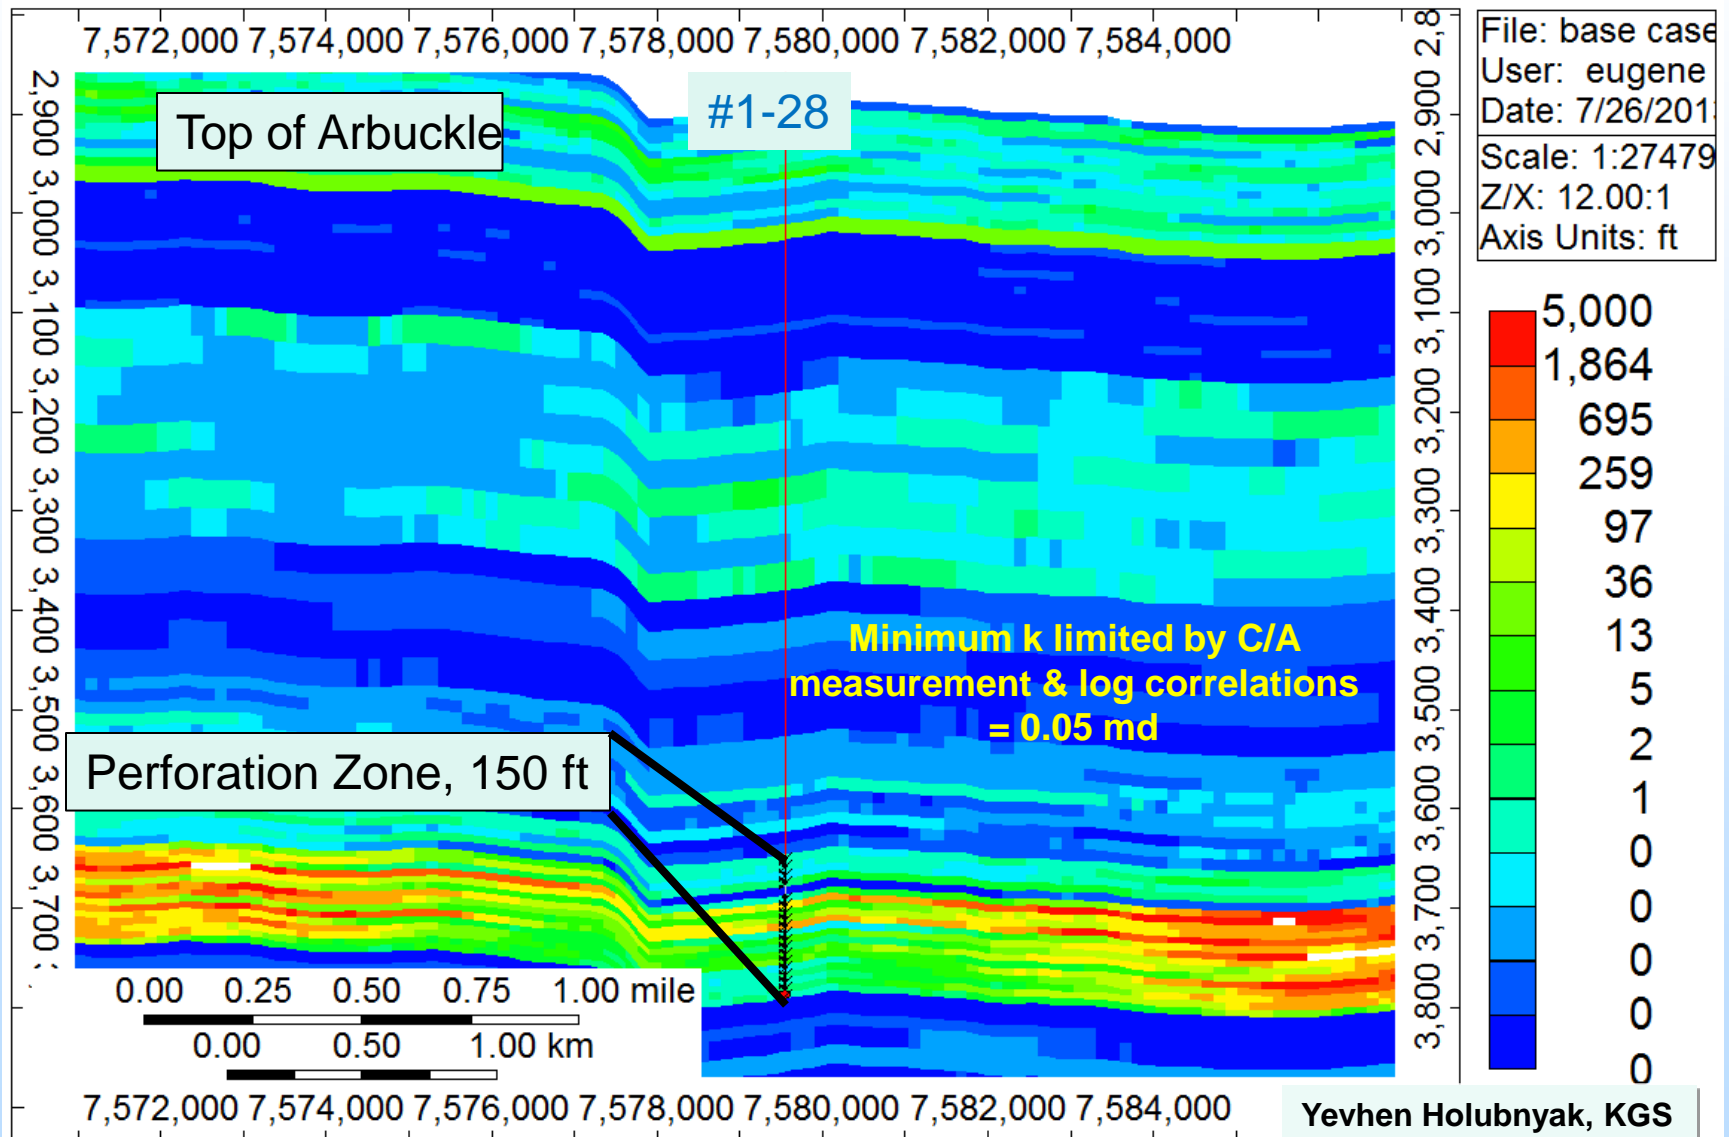 7,572,000 7,574,000 7,576,000 7,578,000 7,580,000 7,582,000 7,584,000
File: base case
User: eugene
Date: 7/26/201
Scale: 1:27479
Z/X: 12.00:1
Axis Units: ft
#1-28
Top of Arbuckle
2,900 3,000 3,100 3,200 3,300 3,400 3,500 3,600 3,700
2,8 2,900 3,000 3,100 3,200 3,300 3,400 3,500 3,600 3,700 3,800
5,000
1,864
695
259
97
36
13
5
2
1
0
0
0
0
0
Minimum k limited by C/A
measurement & log correlations
= 0.05 md
Perforation Zone, 150 ft
0.00 0.25 0.50 0.75 1.00 mile
0.00 0.50 1.00 km
7,572,000 7,574,000 7,576,000 7,578,000 7,580,000 7,582,000 7,584,000
Yevhen Holubnyak, KGS